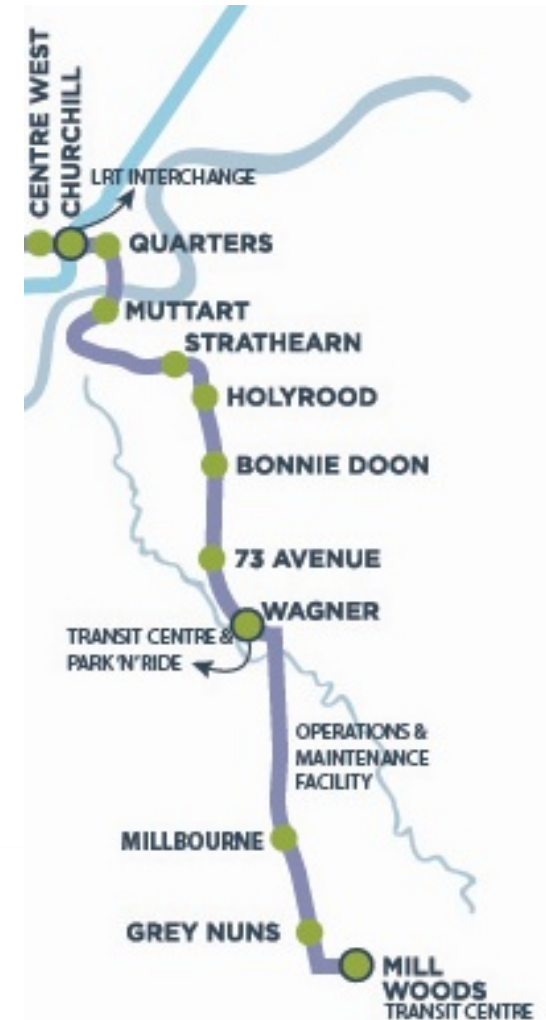 CENTRE WEST
CHURCHILL
LRT INTERCHANGE
QUARTERS
MUTTART
STRATHEARN
HOLYROOD
BONNIE DOON
73 AVENUE
WAGNER
TRANSIT CENTRE &
PARK 'N' RIDE
OPERATIONS &
MAINTENANCE
FACILITY
MILLBOURNE
GREY NUNS
MILL
WOODS
TRANSIT CENTRE